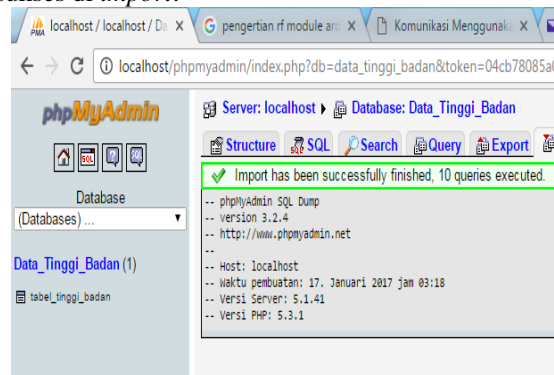 import.
localhost / localhost / Da
pengertian rf module ard
Komunikasi Menggunaka
localhost/phpmyadmin/index.php?db=data_tinggi_badan&token=04cb78085a
phpMyAdmin
Database
(Databases) ...
Data_Tinggi_Badan (1)
tabel_tinggi_badan
Server: localhost Database: Data_Tinggi_Badan
Structure SQL Search Query Export
Import has been successfully finished, 10 queries executed.
-- phpMyAdmin SQL Dump
-- version 3.2.4
-- http://www.phpmyadmin.net
--
-- Host: localhost
-- Waktu pembuatan: 17. Januari 2017 jam 03:18
-- Versi Server: 5.1.41
-- Versi PHP: 5.3.1